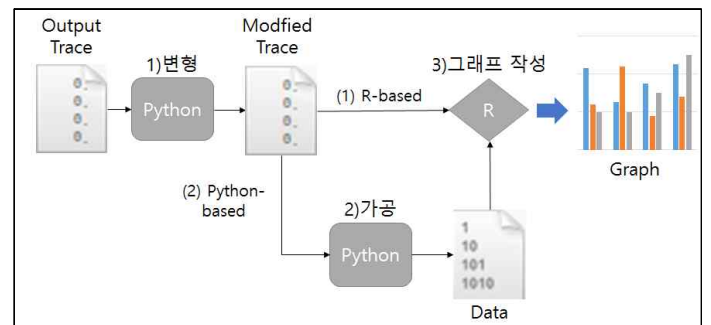 Output
Trace
1)변형
Python
Modfied
Trace
(1) R-based
3)그래프 작성
R
Graph
(2) Python-
based
2)가공
Python
1
10
101
1010
Data